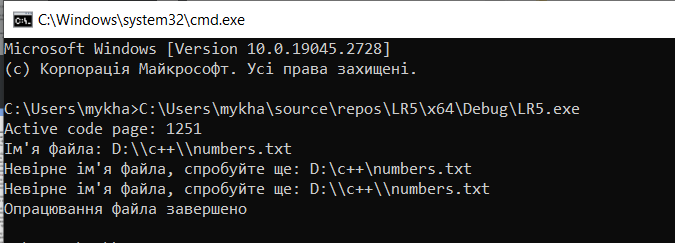 C:\Windows\system32\cmd.exe
Microsoft Windows [Version 10.0.19045.2728]
(c) Корпорація Майкрософт. Усі права захищені.
C:\Users\mykha>C:\Users\mykha\source\repos\LR5\x64\Debug\LR5.exe
Active code page: 1251
Ім'я файла: D:\\c++\\numbers.txt
Невірне ім'я файла, спробуйте ще: D:\c++\numbers.txt
Невірне ім'я файла, спробуйте ще: D:\\c++\\numbers.txt
Опрацювання файла завершено